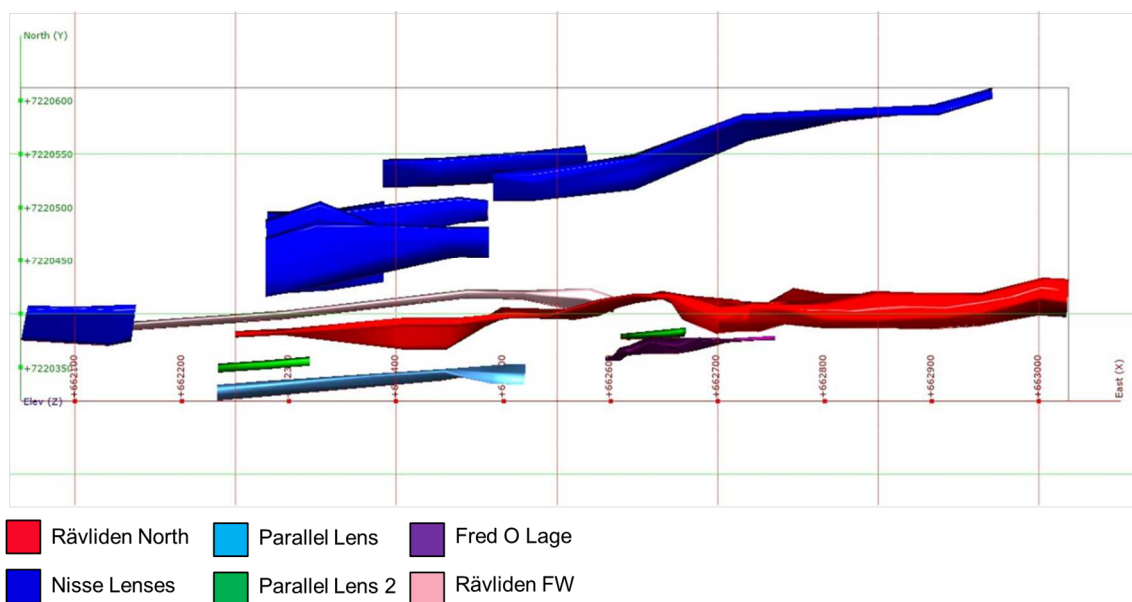 North (Y)
+7220600
+7220550
+7220500
+7220450
+7220350
Elev (Z)
+662100
+662200
+662400
+662600
+662700
+662800
+662900
+663000
East (X)
Rävliden North
Parallel Lens
Fred O Lage
Nisse Lenses
Parallel Lens 2
Rävliden FW